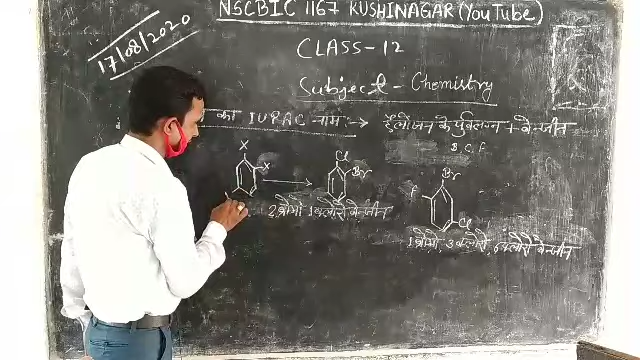 NSCBIC 1167 KUSHINAGAR (YouTube)
17/08/2020
CLASS-12
Subject - Chemistry
का IUPAC नाम :→ हैलोजन के पूर्वलग्न + बेन्जीन
B, C, F
X
X
Cl
Br
Br
F
Cl
2 ब्रोमो 1 क्लोरो बेन्जीन
1 ब्रोमो, 3 क्लोरो,